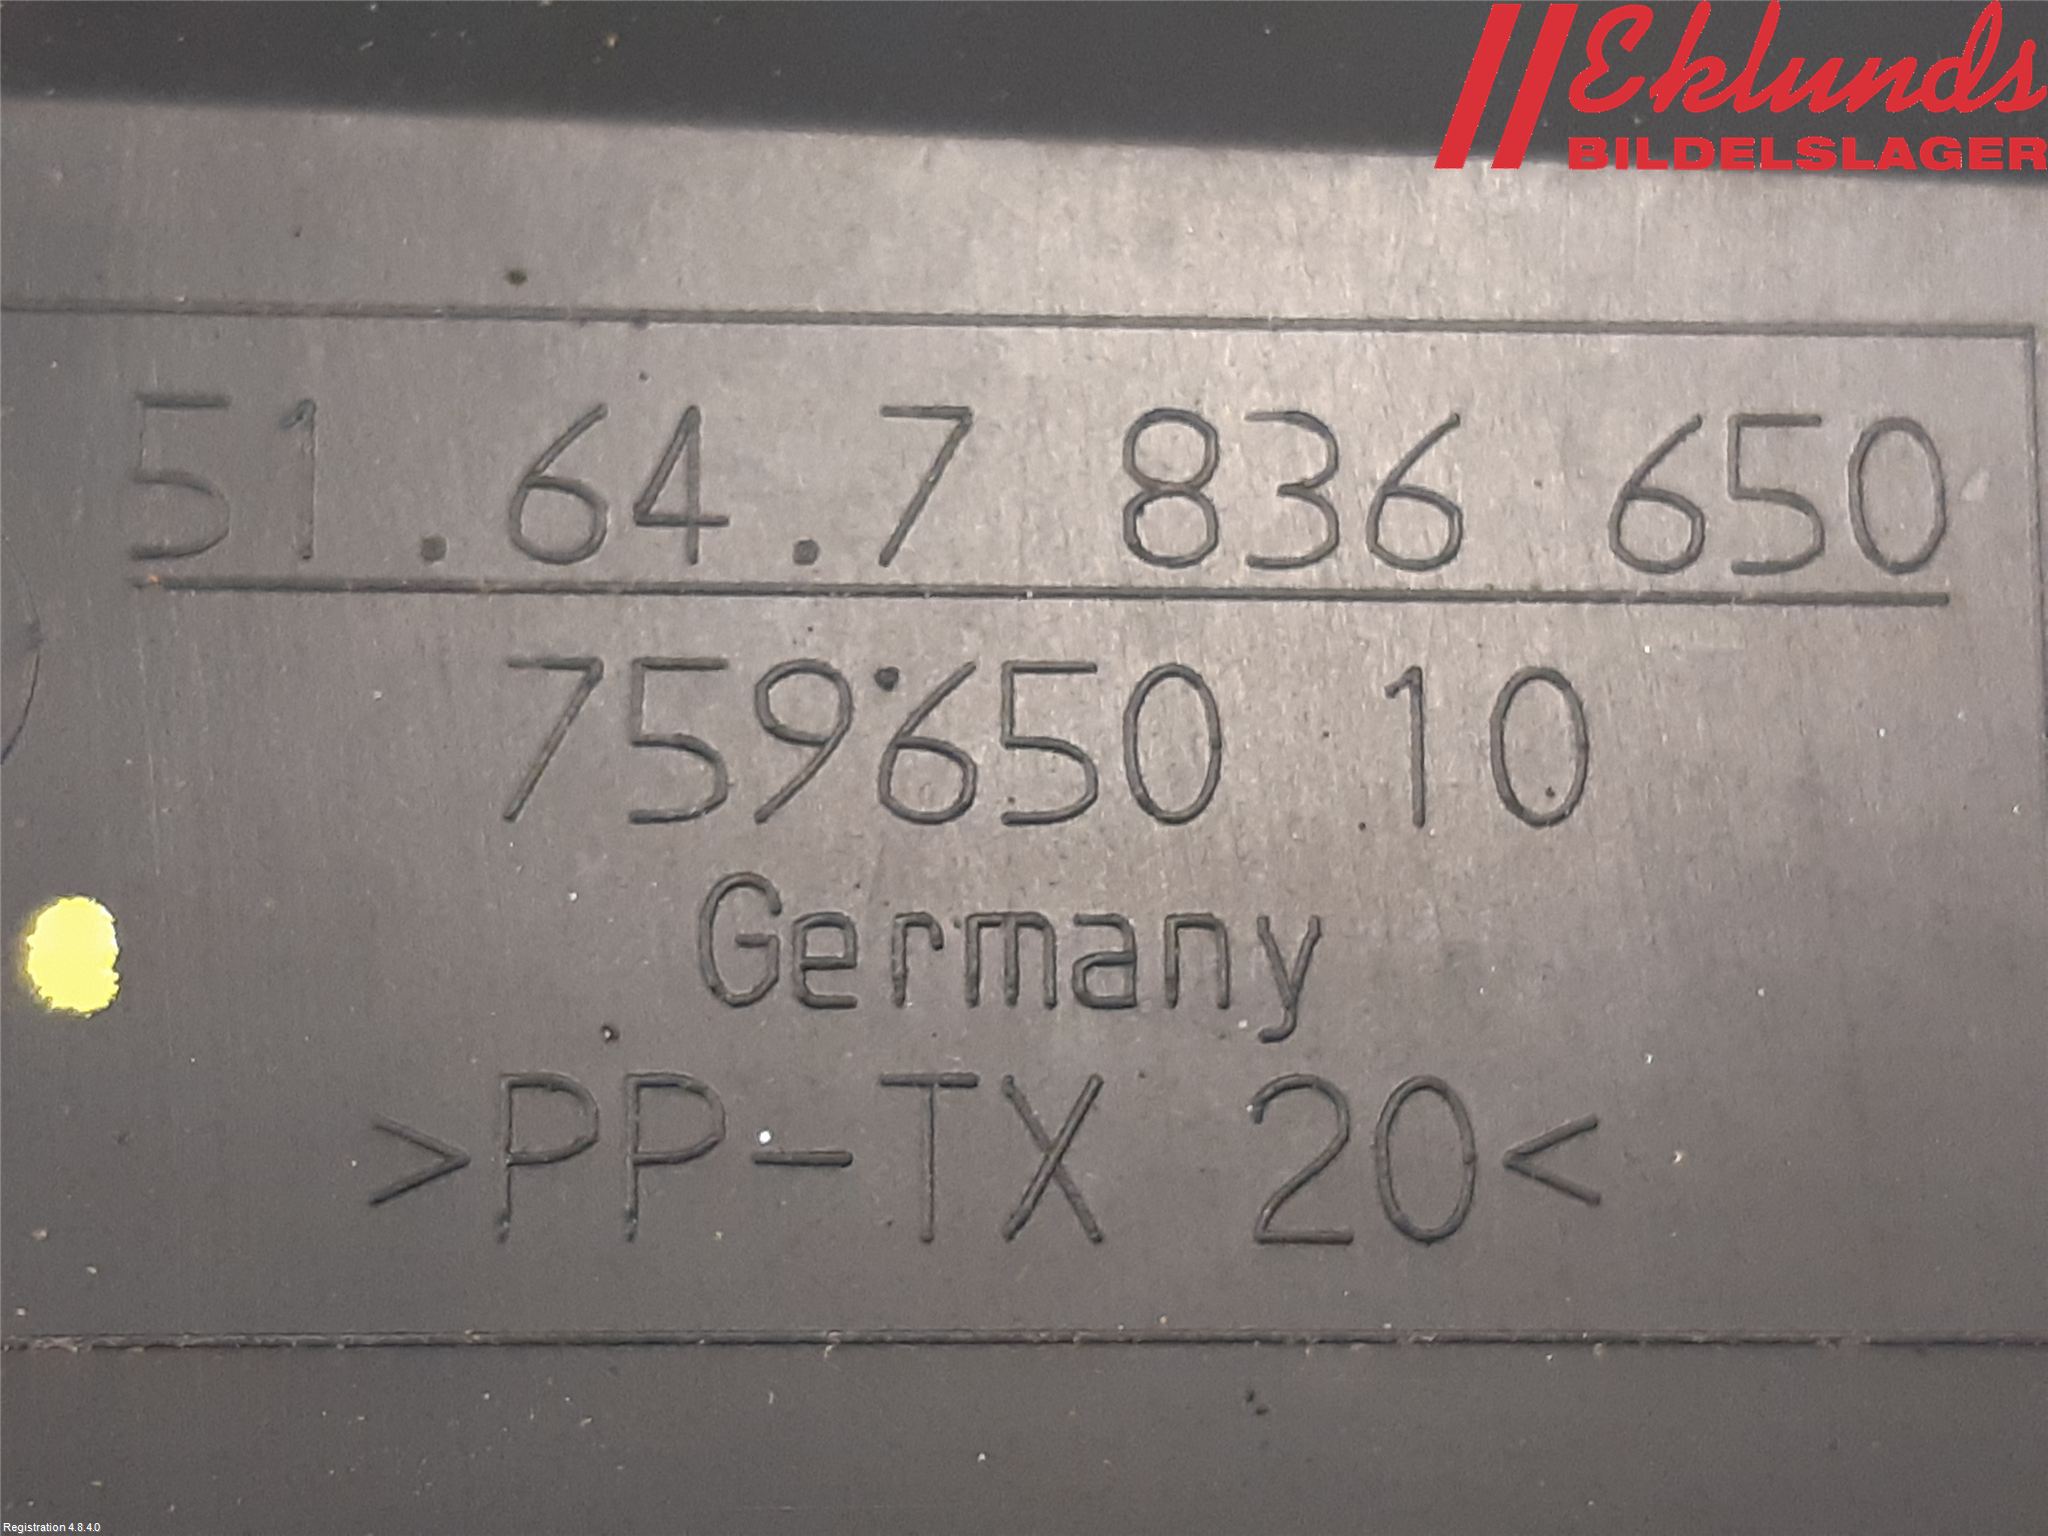 Eklunds
BILDELSLAGER
51.64.7 836 650
759650 10
Germany
>PP-TX 20<
Registration 4.8.4.0